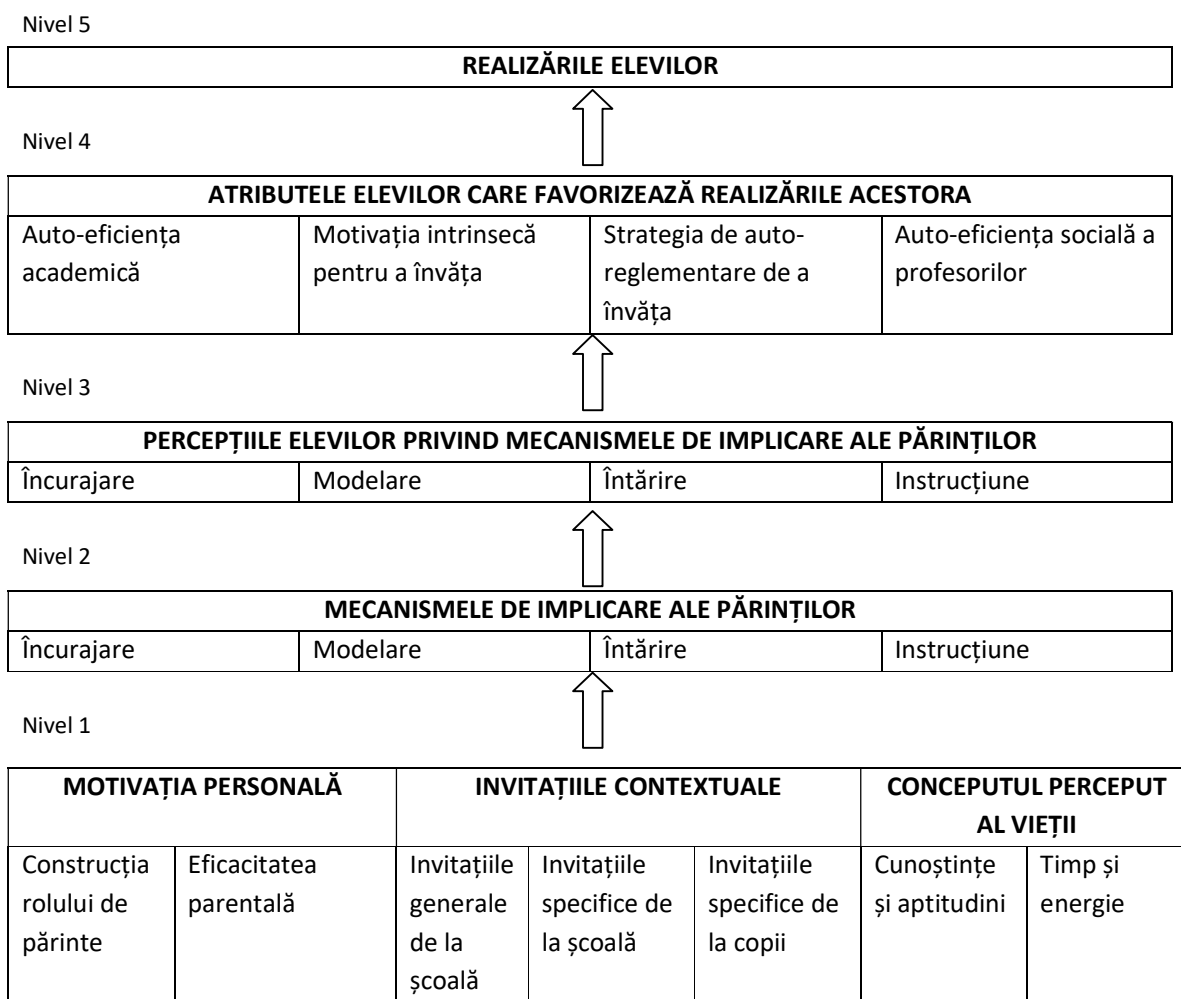 Nivel 5
REALIZĂRILE ELEVILOR
Nivel 4
ATRIBUTELE ELEVILOR CARE FAVORIZEAZĂ REALIZĂRILE ACESTORA
Auto-eficiența
academică
Motivația intrinsecă
pentru a învăța
Strategia de auto-
reglementare de a
învăța
Auto-eficiența socială a
profesorilor
Nivel 3
PERCEPȚIILE ELEVILOR PRIVIND MECANISMELE DE IMPLICARE ALE PĂRINȚILOR
Încurajare
Modelare
Întărire
Instrucțiune
Nivel 2
MECANISMELE DE IMPLICARE ALE PĂRINȚILOR
Încurajare
Modelare
Întărire
Instrucțiune
Nivel 1
MOTIVAȚIA PERSONALĂ
INVITAȚIILE CONTEXTUALE
CONCEPUTUL PERCEPUT
AL VIEȚII
Construcția
rolului de
părinte
Eficacitatea
parentală
Invitațiile
generale
de la
școală
Invitațiile
specifice de
la școală
Invitațiile
specifice de
la copii
Cunoștințe
și aptitudini
Timp și
energie